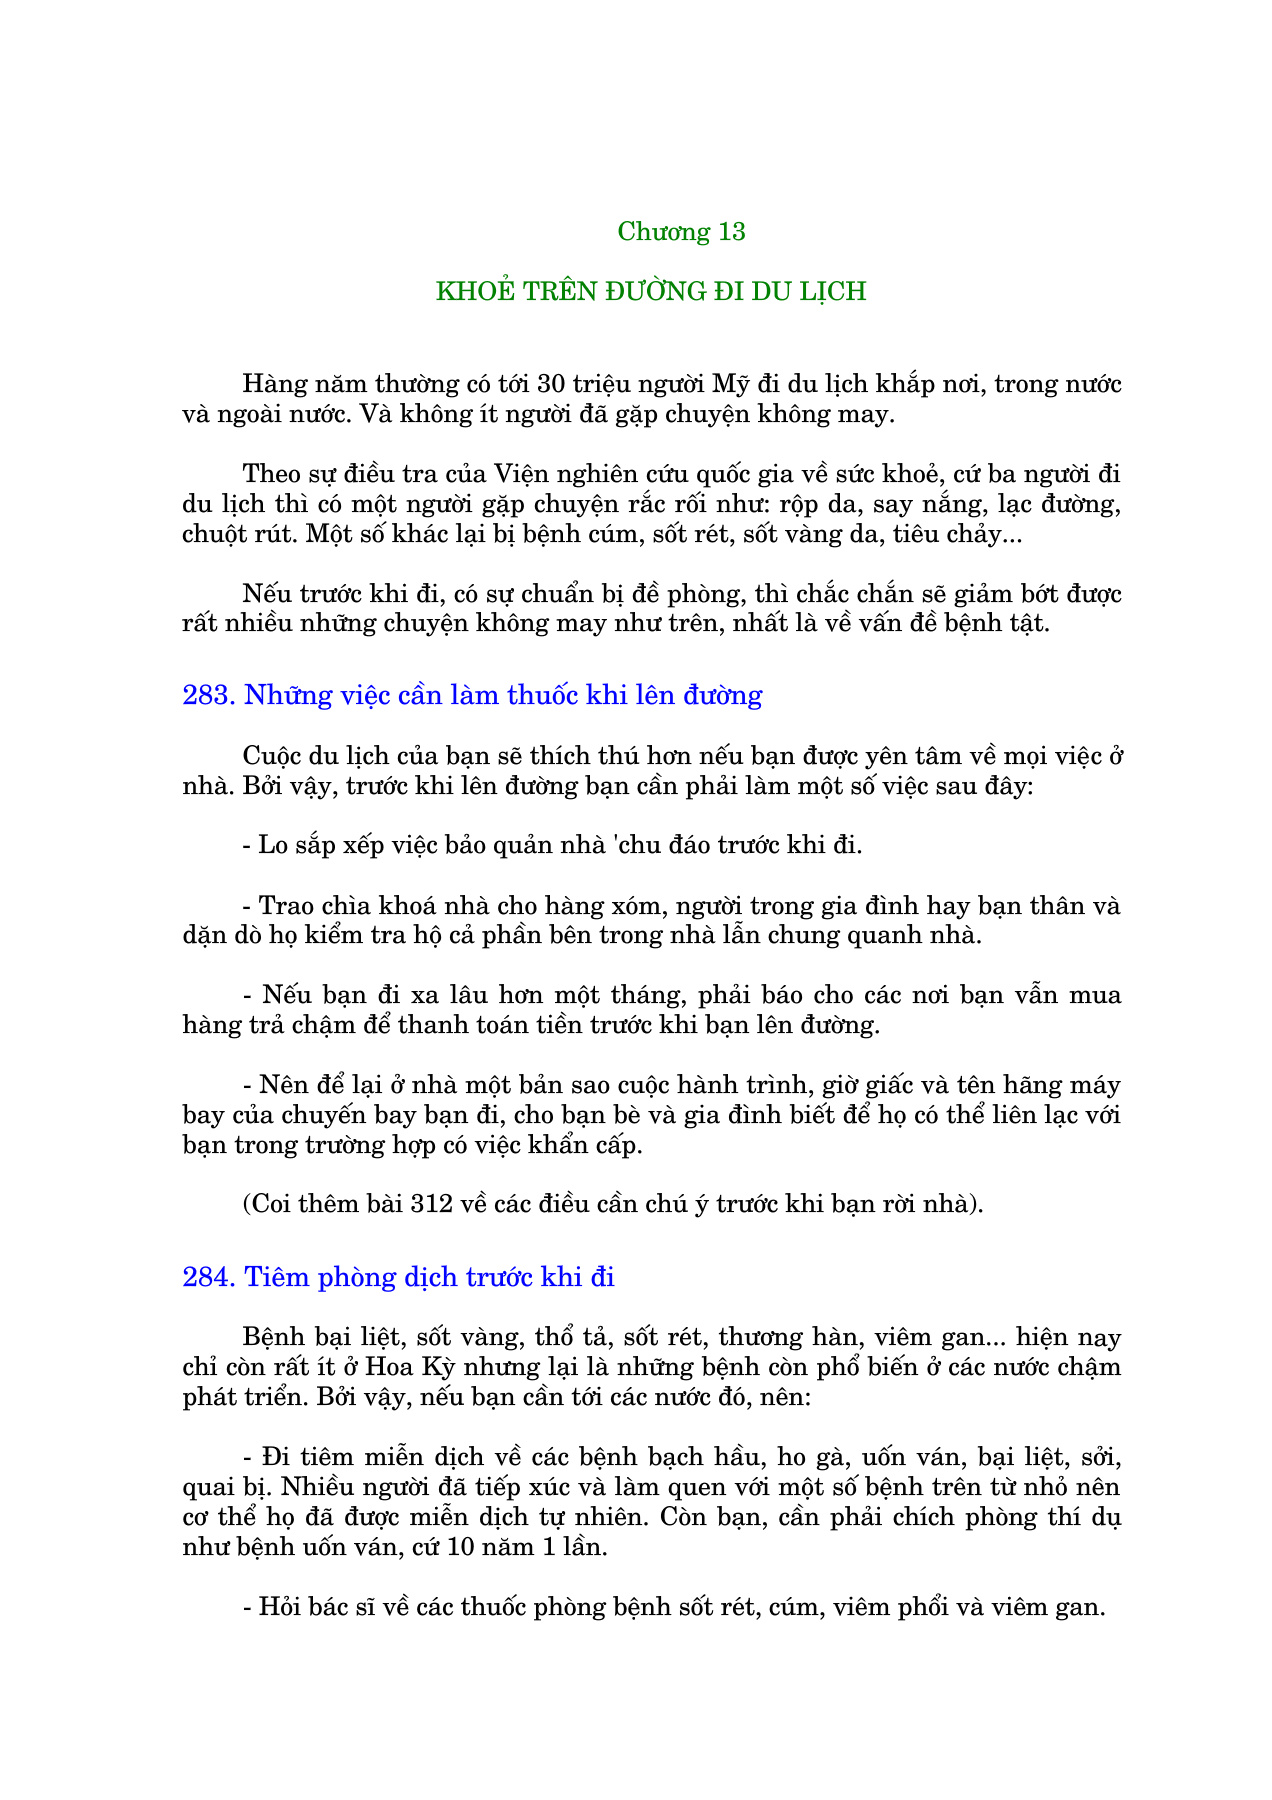 Chương 13
KHOẺ TRÊN ĐƯỜNG ĐI DU LỊCH
Hàng năm thường có tới 30 triệu người Mỹ đi du lịch khắp nơi, trong nước
và ngoài nước. Và không ít người đã gặp chuyện không may.
Theo sự điều tra của Viện nghiên cứu quốc gia về sức khoẻ, cứ ba người đi
du lịch thì có một người gặp chuyện rắc rối như: rộp da, say nắng, lạc đường,
chuột rút. Một số khác lại bị bệnh cúm, sốt rét, sốt vàng da, tiêu chảy...
Nếu trước khi đi, có sự chuẩn bị đề phòng, thì chắc chắn sẽ giảm bớt được
rất nhiều những chuyện không may như trên, nhất là về vấn đề bệnh tật.
283. Những việc cần làm thuốc khi lên đường
Cuộc du lịch của bạn sẽ thích thú hơn nếu bạn được yên tâm về mọi việc ở
nhà. Bởi vậy, trước khi lên đường bạn cần phải làm một số việc sau đây:
- Lo sắp xếp việc bảo quản nhà 'chu đáo trước khi đi.
- Trao chìa khoá nhà cho hàng xóm, người trong gia đình hay bạn thân và
dặn dò họ kiểm tra hộ cả phần bên trong nhà lẫn chung quanh nhà.
- Nếu bạn đi xa lâu hơn một tháng, phải báo cho các nơi bạn vẫn mua
hàng trả chậm để thanh toán tiền trước khi bạn lên đường.
- Nên để lại ở nhà một bản sao cuộc hành trình, giờ giấc và tên hãng máy
bay của chuyến bay bạn đi, cho bạn bè và gia đình biết để họ có thể liên lạc với
bạn trong trường hợp có việc khẩn cấp.
(Coi thêm bài 312 về các điều cần chú ý trước khi bạn rời nhà).
284. Tiêm phòng dịch trước khi đi
Bệnh bại liệt, sốt vàng, thổ tả, sốt rét, thương hàn, viêm gan... hiện nay
chỉ còn rất ít ở Hoa Kỳ nhưng lại là những bệnh còn phổ biến ở các nước chậm
phát triển. Bởi vậy, nếu bạn cần tới các nước đó, nên:
- Đi tiêm miễn dịch về các bệnh bạch hầu, ho gà, uốn ván, bại liệt, sởi,
quai bị. Nhiều người đã tiếp xúc và làm quen với một số bệnh trên từ nhỏ nên
cơ thể họ đã được miễn dịch tự nhiên. Còn bạn, cần phải chích phòng thí dụ
như bệnh uốn ván, cứ 10 năm 1 lần.
- Hỏi bác sĩ về các thuốc phòng bệnh sốt rét, cúm, viêm phổi và viêm gan.